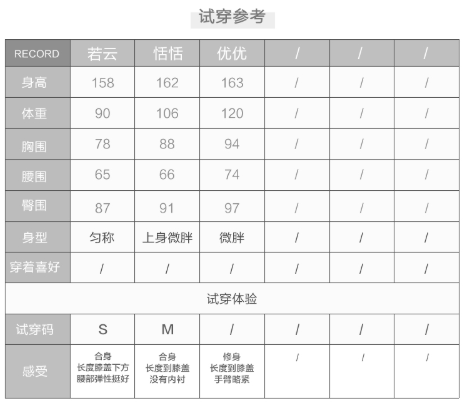 试穿参考
RECORD 若云 恬恬 优优 / / /
身高 158 162 163 / / /
体重 90 106 120 / / /
胸围 78 88 94 / / /
腰围 65 66 74 / / /
臀围 87 91 97 / / /
身型 匀称 上身微胖 微胖 / / /
穿着喜好 / / / / / /
试穿体验
试穿码 S M / / / /
感受 合身 合身 修身 / / /
长度膝盖下方 长度到膝盖 长度到膝盖
腰部弹性挺好 没有内衬 手臂略紧